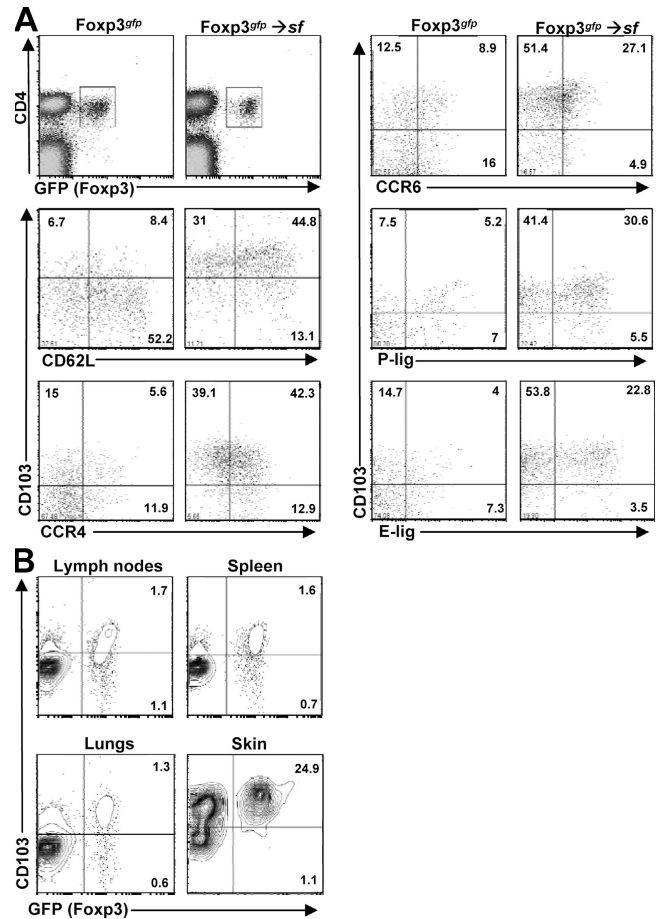 A
Foxp3gfp
Foxp3gfp → sf
CD4
GFP (Foxp3)
6.7
8.4
52.2
31
44.8
11.21
13.1
CD62L
15
5.6
11.9
39.1
42.3
12.9
CD103
CCR4
Foxp3gfp
Foxp3gfp → sf
12.5
8.9
16
51.4
27.1
4.9
CCR6
7.5
5.2
7
41.4
30.6
5.5
P-lig
14.7
4
7.3
53.8
22.8
3.5
CD103
E-lig
B
Lymph nodes
Spleen
1.7
1.1
1.6
0.7
Lungs
Skin
1.3
0.6
24.9
1.1
CD103
GFP (Foxp3)